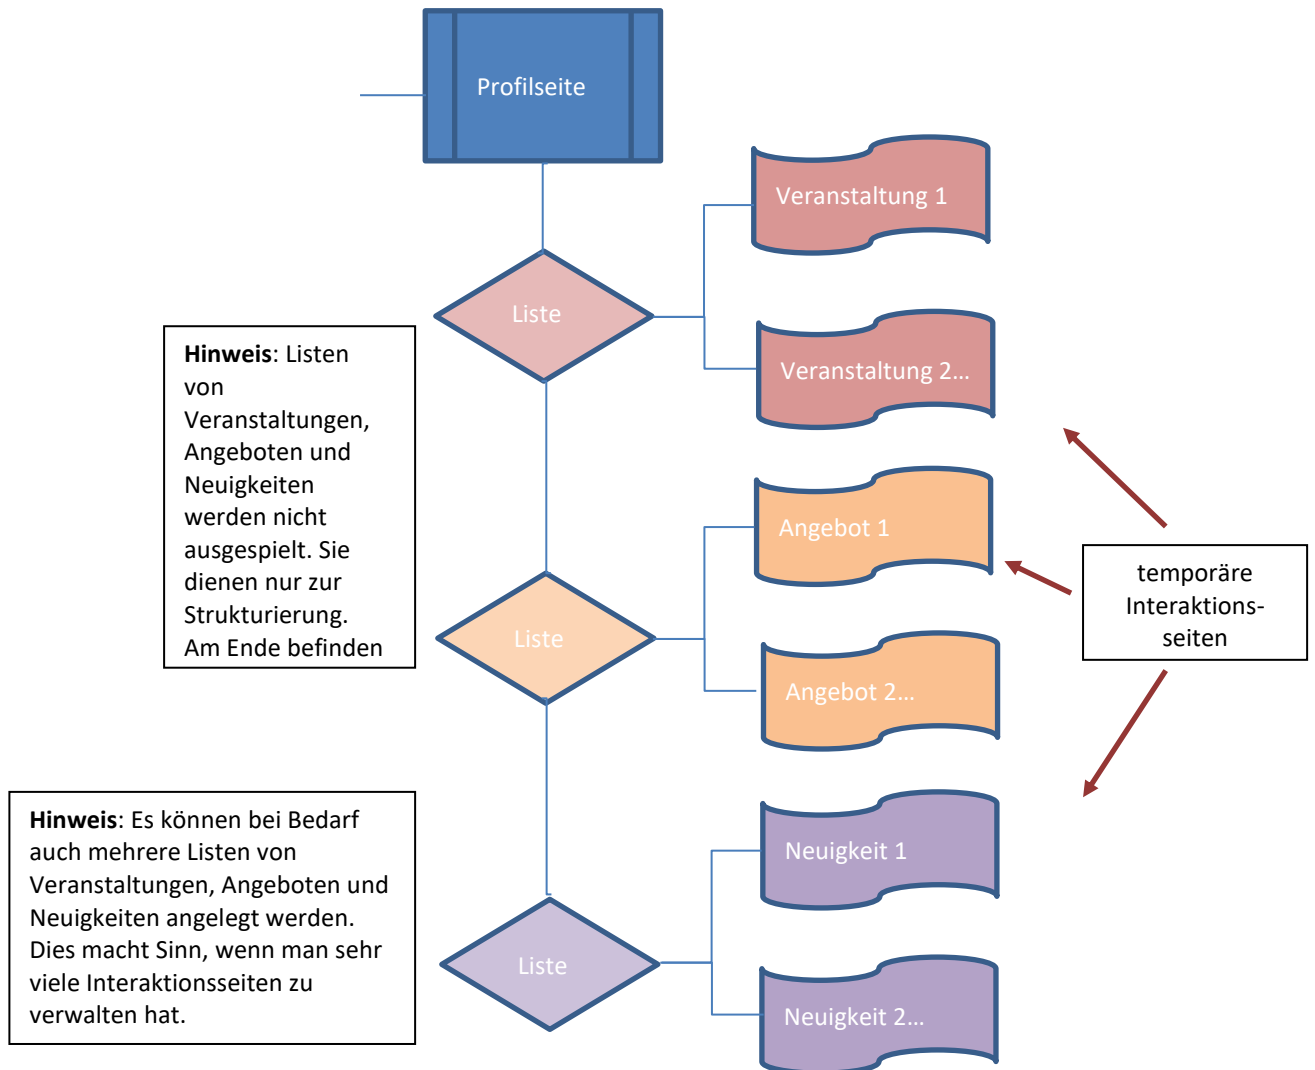 Profilseite
Veranstaltung 1
Liste
Veranstaltung 2...
Hinweis: Listen
von
Veranstaltungen,
Angeboten und
Neuigkeiten
werden nicht
ausgespielt. Sie
dienen nur zur
Strukturierung.
Am Ende befinden
Angebot 1
Liste
Angebot 2...
temporäre
Interaktions-
seiten
Hinweis: Es können bei Bedarf
auch mehrere Listen von
Veranstaltungen, Angeboten und
Neuigkeiten angelegt werden.
Dies macht Sinn, wenn man sehr
viele Interaktionsseiten zu
verwalten hat.
Neuigkeit 1
Liste
Neuigkeit 2...